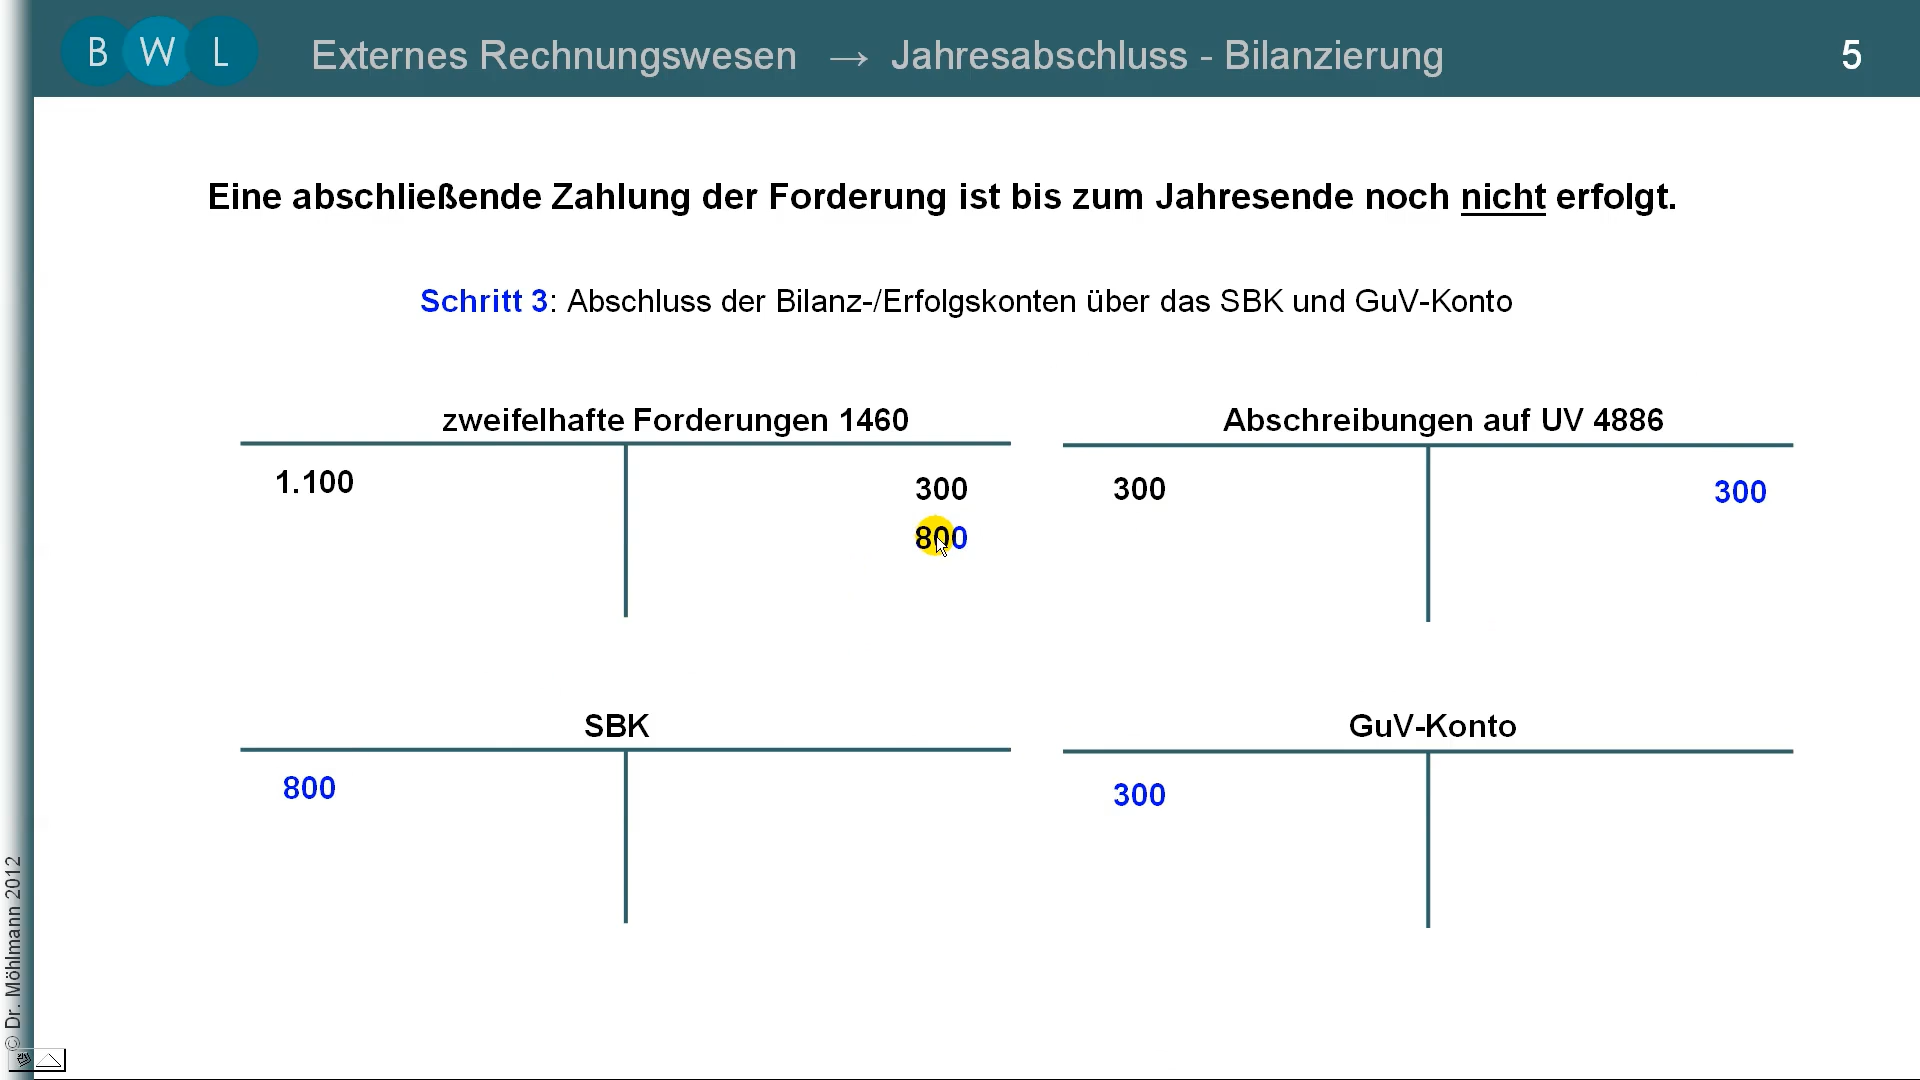 B W L Externes Rechnungswesen → Jahresabschluss - Bilanzierung 5
Eine abschließende Zahlung der Forderung ist bis zum Jahresende noch nicht erfolgt.
Schritt 3: Abschluss der Bilanz-/Erfolgskonten über das SBK und GuV-Konto
zweifelhafte Forderungen 1460
1.100 300
800
Abschreibungen auf UV 4886
300 300
SBK
800
GuV-Konto
300
© Dr. Möhlmann 2012